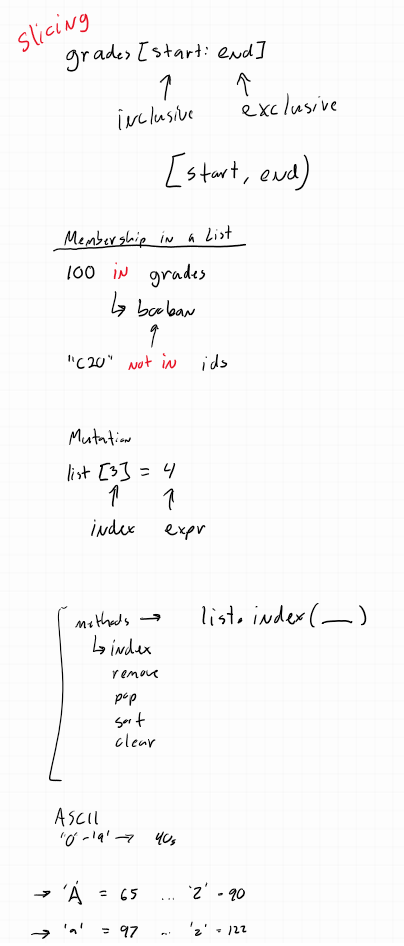 slicing
grades [start: end]
inclusive exclusive
[start, end)
Membership in a List
100 in grades
↳ boolean
"C20" not in ids
Mutation
list [3] = 4
index expr
methods → list.index(__)
↳ index
remove
pop
sort
clear
ASCII
'0' - '9' → 40s
→ 'A' = 65 ... 'Z' - 90
→ 'a' = 97 ... 'z' = 122